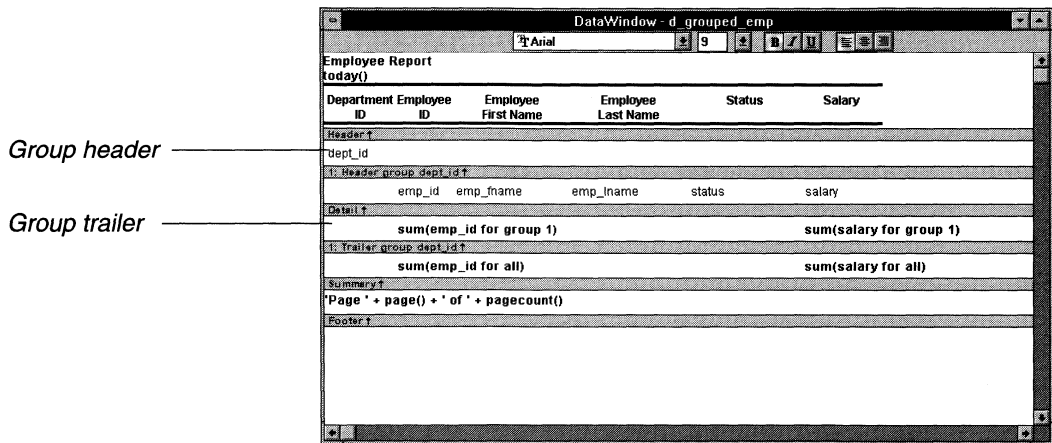 DataWindow - d_grouped_emp
Arial 9 B I U
Employee Report
today()
Department Employee Employee Employee Status Salary
ID ID First Name Last Name
Header ↑
Group header
dept_id
1: Header group dept_id ↑
emp_id emp_fname emp_lname status salary
Detail ↑
Group trailer
sum(emp_id for group 1) sum(salary for group 1)
1: Trailer group dept_id ↑
sum(emp_id for all) sum(salary for all)
Summary ↑
'Page ' + page() + ' of ' + pagecount()
Footer ↑